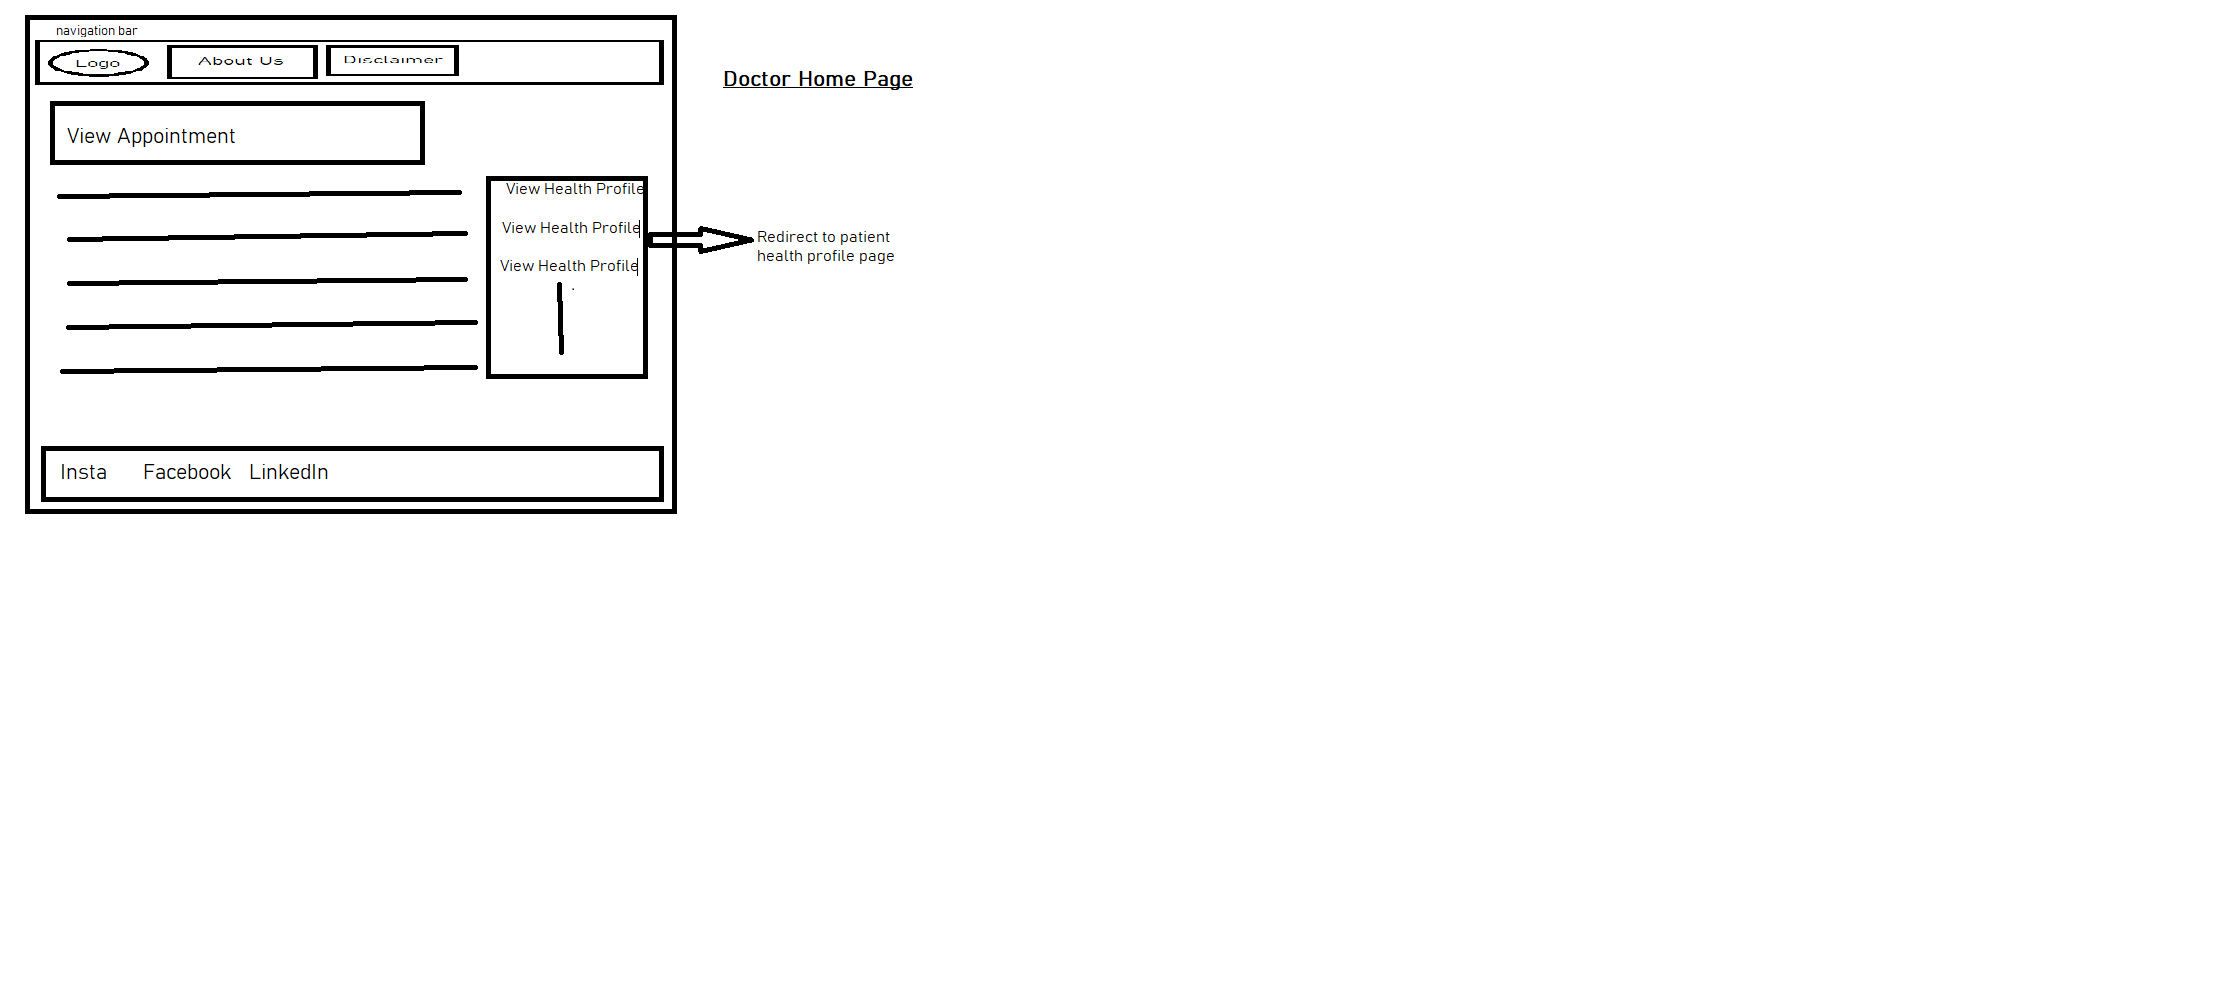 navigation bar
Logo
About Us
Disclaimer
Doctor Home Page
View Appointment
View Health Profile
View Health Profile
View Health Profile
Redirect to patient
health profile page
Insta Facebook LinkedIn